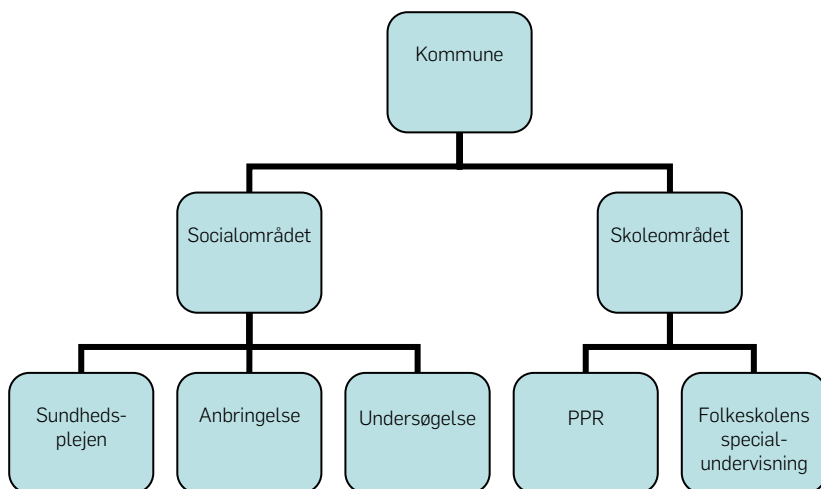 Kommune
Socialområdet
Skoleområdet
Sundheds-
plejen
Anbringelse
Undersøgelse
PPR
Folkeskolens
special-
undervisning